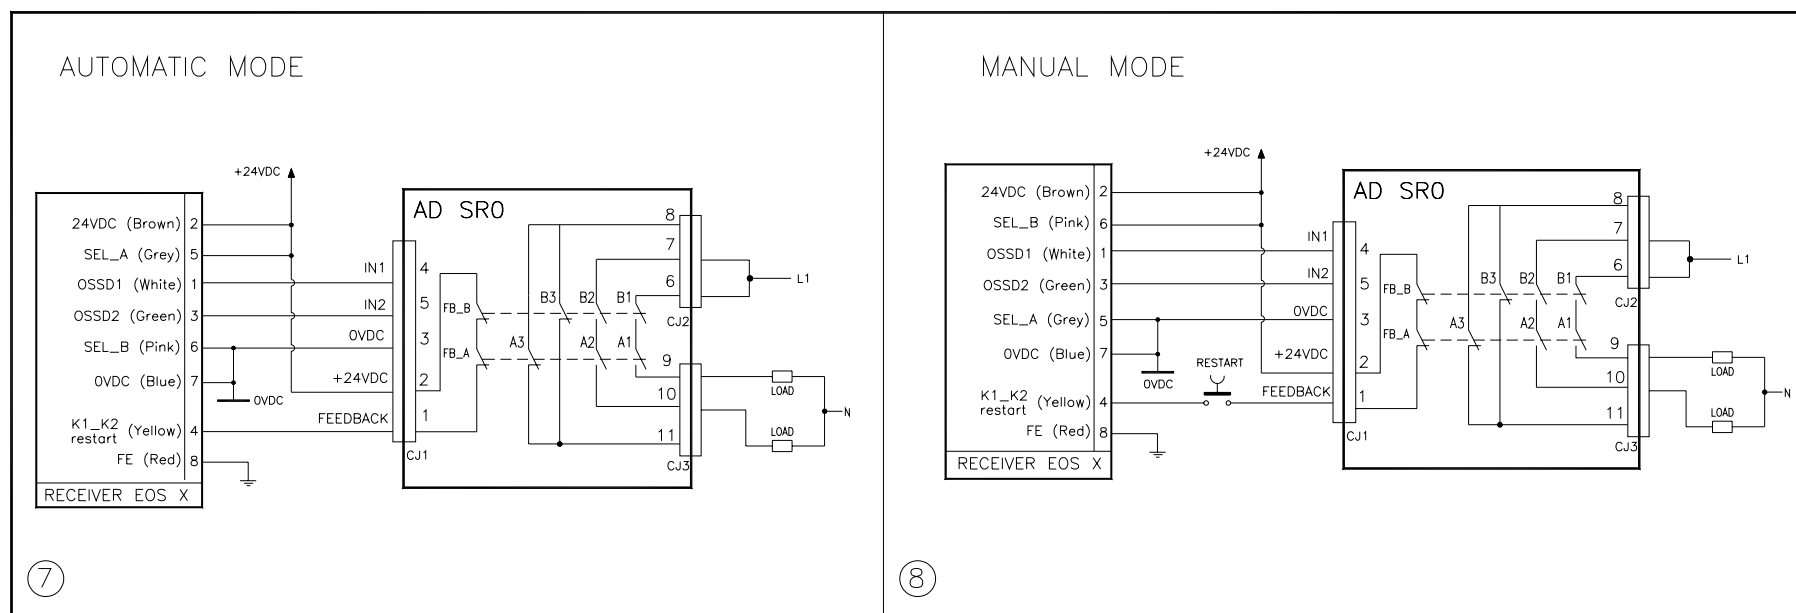 AUTOMATIC MODE
+24VDC
24VDC (Brown) 2
SEL_A (Grey) 5
OSSD1 (White) 1
OSSD2 (Green) 3
SEL_B (Pink) 6
0VDC (Blue) 7
K1_K2 restart (Yellow) 4
FE (Red) 8
RECEIVER EOS X
0VDC
IN1 4
IN2 5
0VDC 3
+24VDC 2
FEEDBACK 1
CJ1
AD SR0
FB_B
FB_A
B3 B2 B1
A3 A2 A1
8
7
6
CJ2
9
10
11
CJ3
L1
LOAD
LOAD
N
7
MANUAL MODE
+24VDC
24VDC (Brown) 2
SEL_B (Pink) 6
OSSD1 (White) 1
OSSD2 (Green) 3
SEL_A (Grey) 5
0VDC (Blue) 7
K1_K2 restart (Yellow) 4
FE (Red) 8
RECEIVER EOS X
0VDC
RESTART
IN1 4
IN2 5
0VDC 3
+24VDC 2
FEEDBACK 1
CJ1
AD SR0
FB_B
FB_A
B3 B2 B1
A3 A2 A1
8
7
6
CJ2
9
10
11
CJ3
L1
LOAD
LOAD
N
8